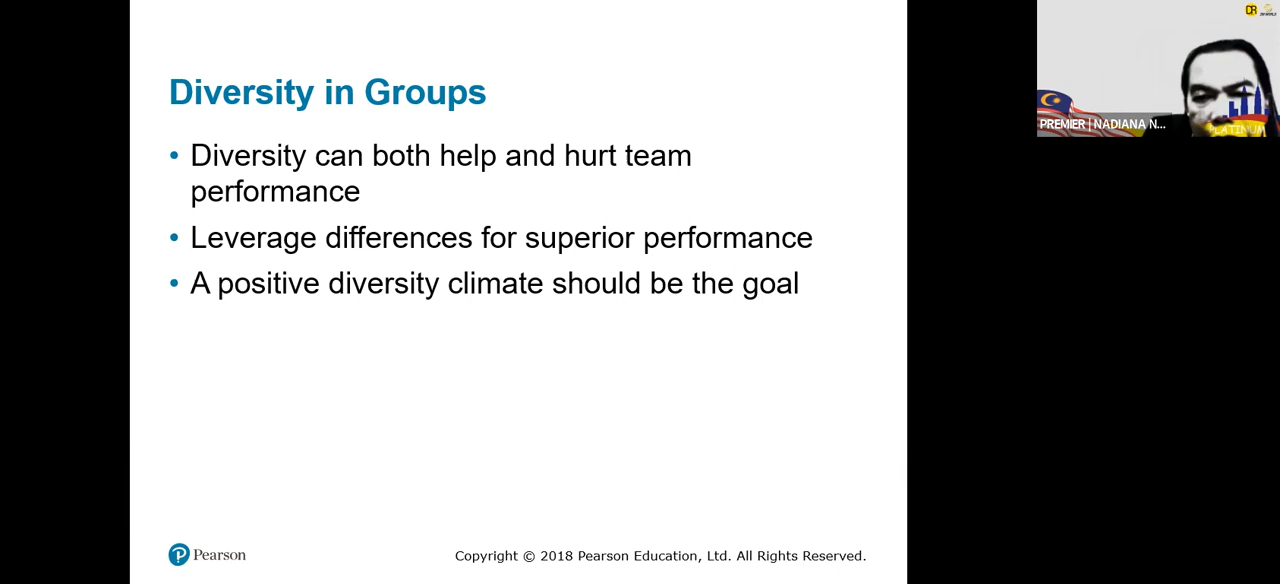 Diversity in Groups
• Diversity can both help and hurt team
performance
• Leverage differences for superior performance
• A positive diversity climate should be the goal
Pearson
Copyright © 2018 Pearson Education, Ltd. All Rights Reserved.
PREMIER | NADIANA N...
PLATINUM